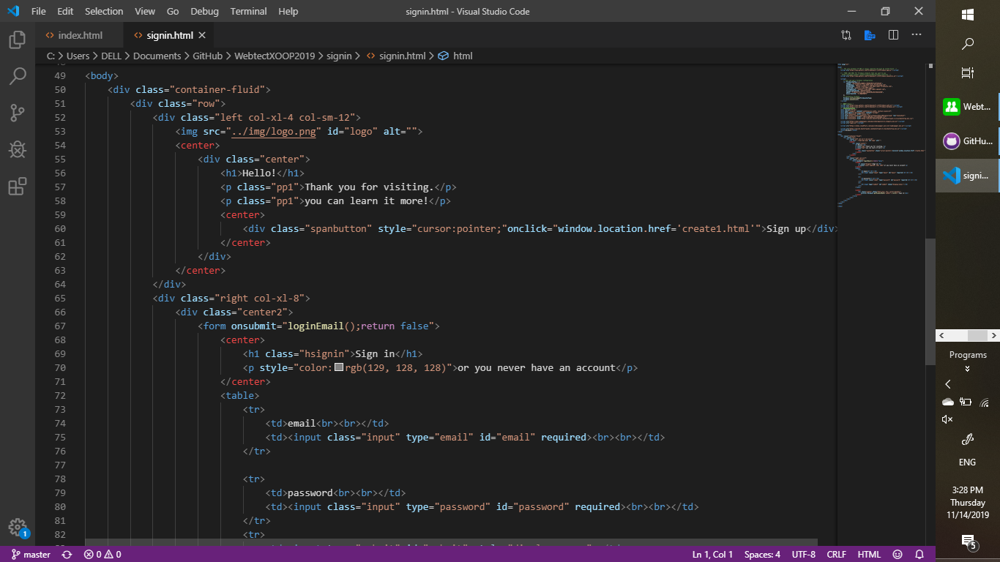 File Edit Selection View Go Debug Terminal Help signin.html - Visual Studio Code
index.html signin.html
C: > Users > DELL > Documents > GitHub > WebtectXOOP2019 > signin > signin.html > html
49 <body>
50 <div class="container-fluid">
51 <div class="row">
52 <div class="left col-xl-4 col-sm-12">
53 <img src="../img/logo.png" id="logo" alt="">
54 <center>
55 <div class="center">
56 <h1>Hello!</h1>
57 <p class="pp1">Thank you for visiting.</p>
58 <p class="pp1">you can learn it more!</p>
59 <center>
60 <div class="spanbutton" style="cursor:pointer;"onclick="window.location.href='create1.html'">Sign up</div>
61 </center>
62 </div>
63 </center>
64 </div>
65 <div class="right col-xl-8">
66 <div class="center2">
67 <form onsubmit="loginEmail();return false">
68 <center>
69 <h1 class="hsignin">Sign in</h1>
70 <p style="color:rgb(129, 128, 128)">or you never have an account</p>
71 </center>
72 <table>
73 <tr>
74 <td>email<br><br></td>
75 <td><input class="input" type="email" id="email" required><br><br></td>
76 </tr>
77
78 <tr>
79 <td>password<br><br></td>
80 <td><input class="input" type="password" id="password" required><br><br></td>
81 </tr>
82 <tr>
1
master 0 0 Ln 1, Col 1 Spaces: 4 UTF-8 CRLF HTML
Webt...
GitHu...
signi...
Programs
ENG
3:28 PM
Thursday
11/14/2019
5